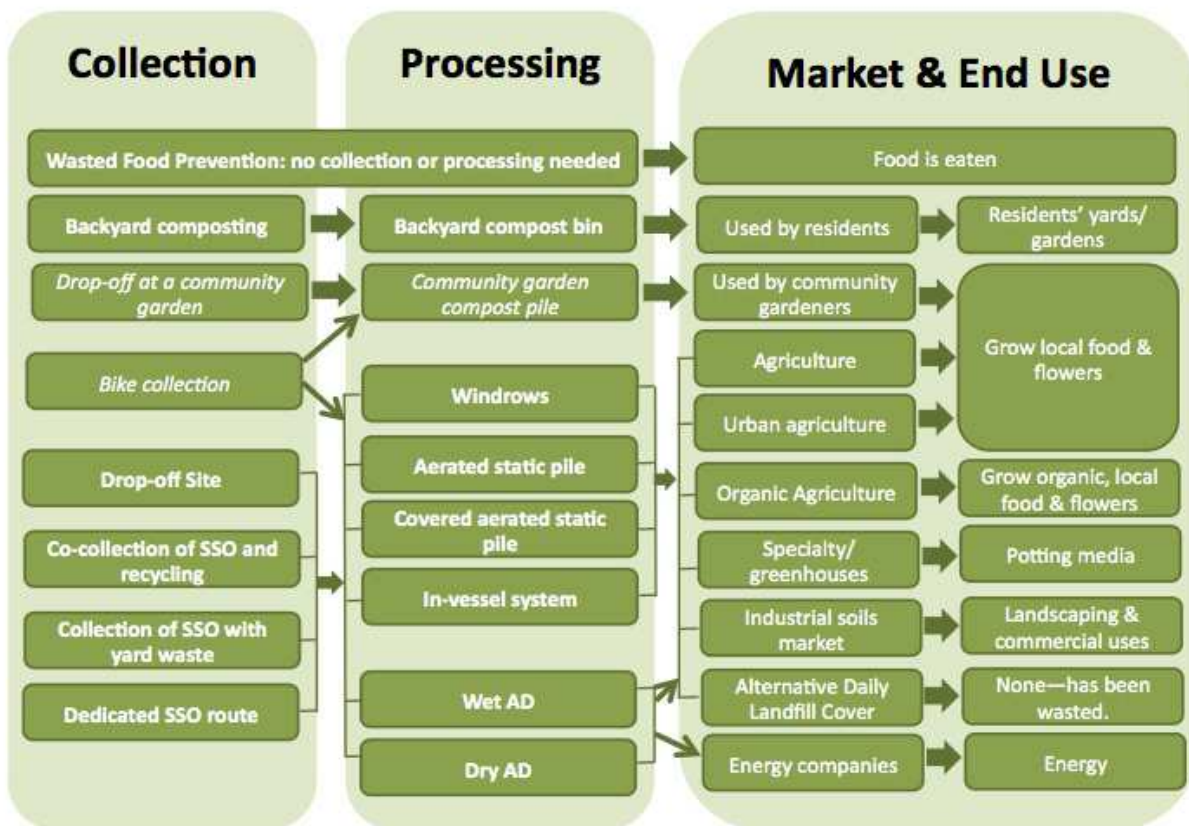 Collection
Processing
Market & End Use
Wasted Food Prevention: no collection or processing needed
Food is eaten
Backyard composting
Backyard compost bin
Used by residents
Residents' yards/
gardens
Drop-off at a community
garden
Community garden
compost pile
Used by community
gardeners
Grow local food &
flowers
Bike collection
Agriculture
Windrows
Urban agriculture
Drop-off Site
Aerated static pile
Organic Agriculture
Grow organic, local
food & flowers
Co-collection of SSO and
recycling
Covered aerated static
pile
Specialty/
greenhouses
Potting media
In-vessel system
Collection of SSO with
yard waste
Industrial soils
market
Landscaping &
commercial uses
Dedicated SSO route
Wet AD
Alternative Daily
Landfill Cover
None—has been
wasted.
Dry AD
Energy companies
Energy